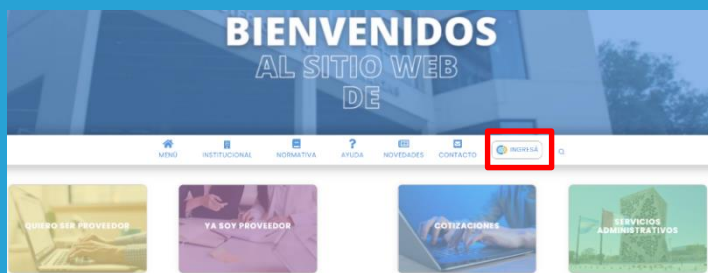 BIENVENIDOS
AL SITIO WEB
DE
MENÚ INSTITUCIONAL NORMATIVA AYUDA NOVEDADES CONTACTO INGRESÁ
QUIERO SER PROVEEDOR YA SOY PROVEEDOR COTIZACIONES SERVICIOS
ADMINISTRATIVOS